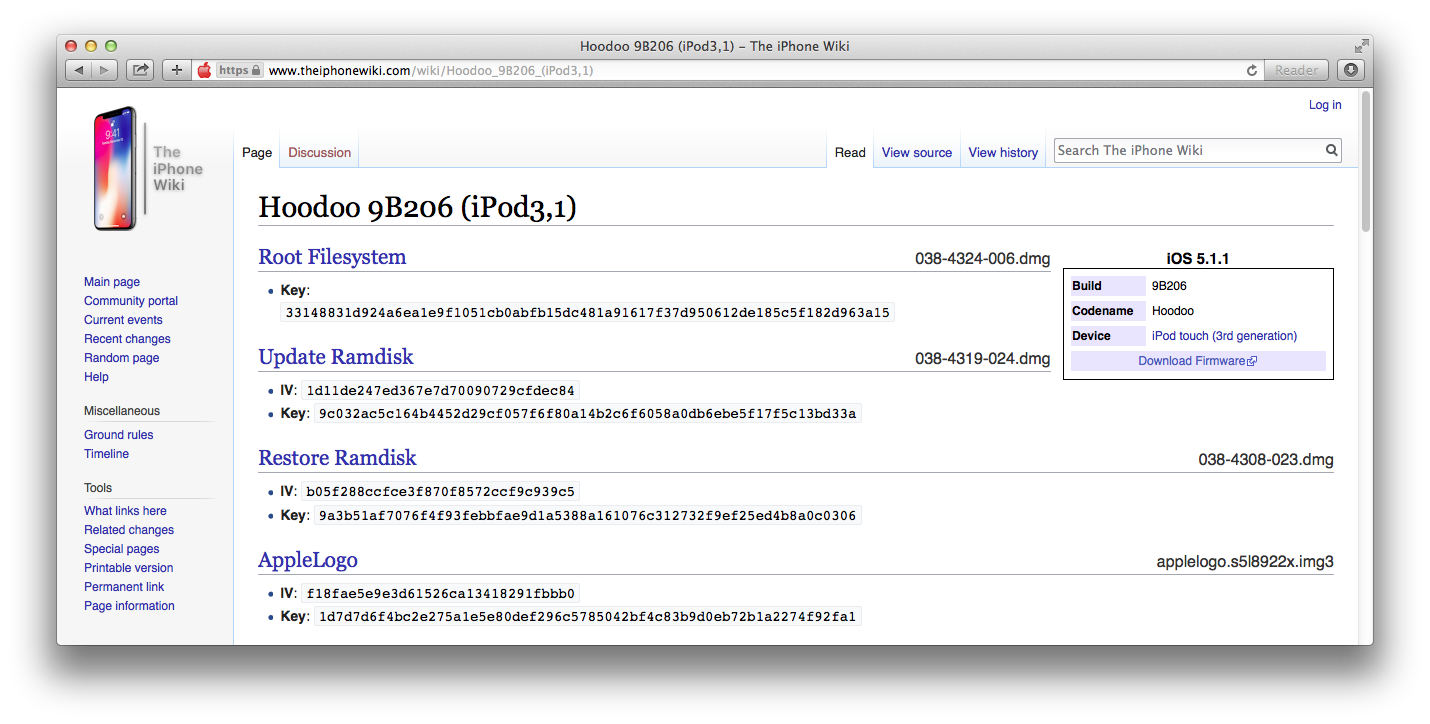 Hoodoo 9B206 (iPod3,1) – The iPhone Wiki
https www.theiphonewiki.com/wiki/Hoodoo_9B206_(iPod3,1)
Reader
Log in
9:41
The
iPhone
Wiki
Page Discussion Read View source View history Search The iPhone Wiki
Hoodoo 9B206 (iPod3,1)
Root Filesystem 038-4324-006.dmg
Key:
33148831d924a6ea1e9f1051cb0abfb15dc481a91617f37d950612de185c5f182d963a15
iOS 5.1.1
Build 9B206
Codename Hoodoo
Device iPod touch (3rd generation)
Download Firmware
Update Ramdisk 038-4319-024.dmg
IV: 1d11de247ed367e7d70090729cfdec84
Key: 9c032ac5c164b4452d29cf057f6f80a14b2c6f6058a0db6ebe5f17f5c13bd33a
Restore Ramdisk 038-4308-023.dmg
IV: b05f288ccfce3f870f8572ccf9c939c5
Key: 9a3b51af7076f4f93febbfae9d1a5388a161076c312732f9ef25ed4b8a0c0306
AppleLogo applelogo.s5l8922x.img3
IV: f18fae5e9e3d61526ca13418291fbbb0
Key: 1d7d7d6f4bc2e275a1e5e80def296c5785042bf4c83b9d0eb72b1a2274f92fa1
Main page
Community portal
Current events
Recent changes
Random page
Help
Miscellaneous
Ground rules
Timeline
Tools
What links here
Related changes
Special pages
Printable version
Permanent link
Page information